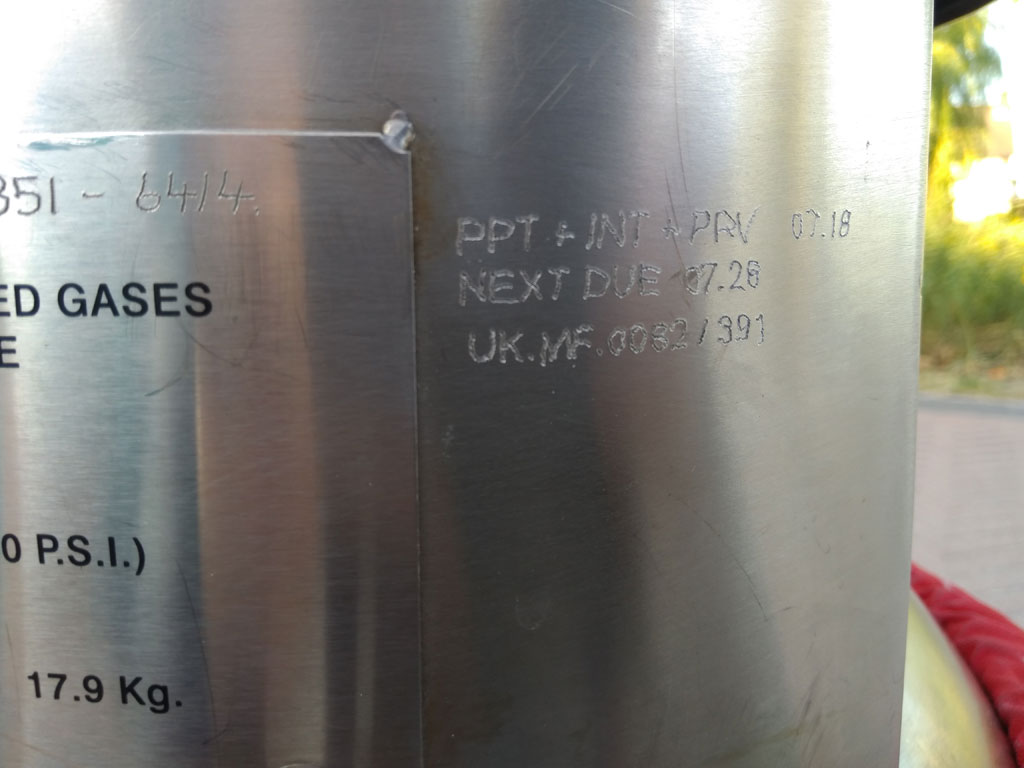 351 - 6414.
ED GASES
E
0 P.S.I.)
17.9 Kg.
PPT + INT + PRV 07.18
NEXT DUE 07.28
UK.MF.0082/391